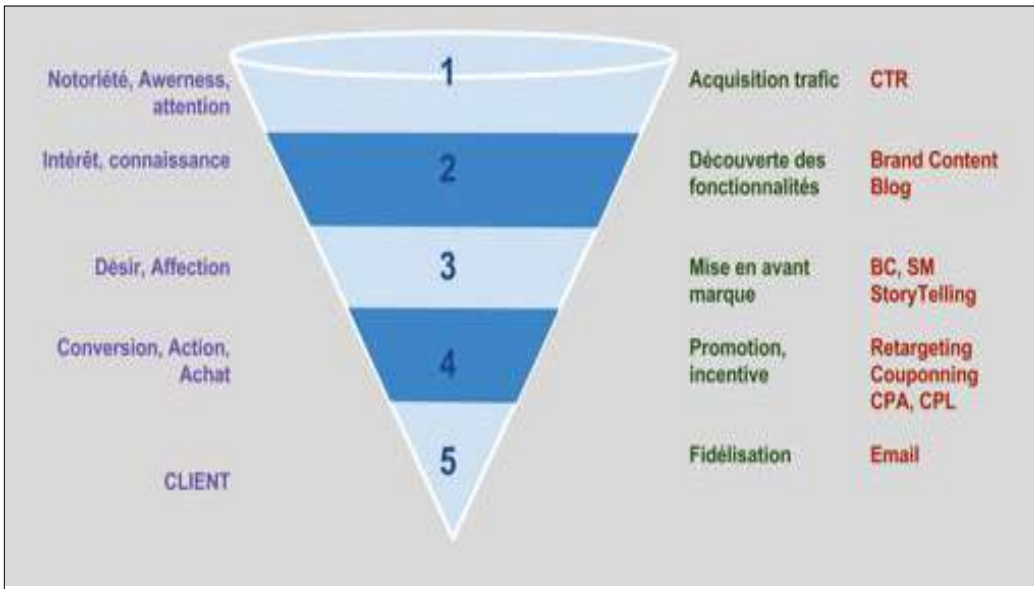 1
Notoriété, Awerness,
attention
Acquisition trafic
CTR
2
Intérêt, connaissance
Découverte des
fonctionnalités
Brand Content
Blog
3
Désir, Affection
Mise en avant
marque
BC, SM
StoryTelling
4
Conversion, Action,
Achat
Promotion,
incentive
Retargeting
Couponning
CPA, CPL
5
CLIENT
Fidélisation
Email